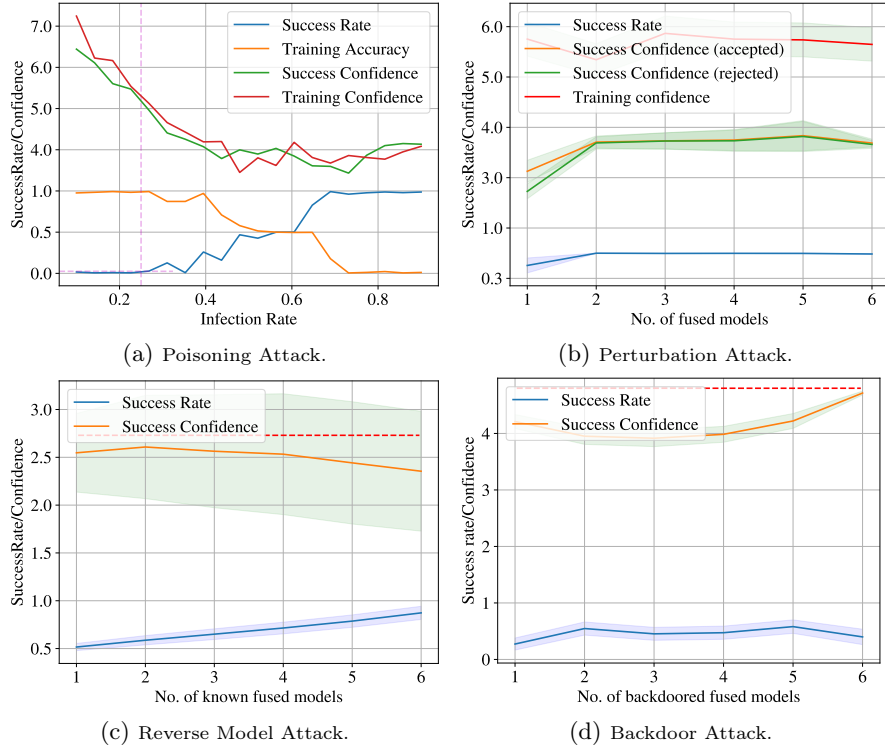 SuccessRate/Confidence
7.0
6.0
5.0
4.0
1.0
0.5
0.0
Success Rate
Training Accuracy
Success Confidence
Training Confidence
0.2 0.4 0.6 0.8
Infection Rate
(a) Poisoning Attack.
SuccessRate/Confidence
6.0
5.0
4.0
3.0
1.0
0.3
Success Rate
Success Confidence (accepted)
Success Confidence (rejected)
Training confidence
1 2 3 4 5 6
No. of fused models
(b) Perturbation Attack.
SuccessRate/Confidence
3.0
2.5
2.0
1.5
1.0
0.5
Success Rate
Success Confidence
1 2 3 4 5 6
No. of known fused models
(c) Reverse Model Attack.
Success rate/Confidence
4
4
3
2
1
0
Success Rate
Success Confidence
1 2 3 4 5 6
No. of backdoored fused models
(d) Backdoor Attack.